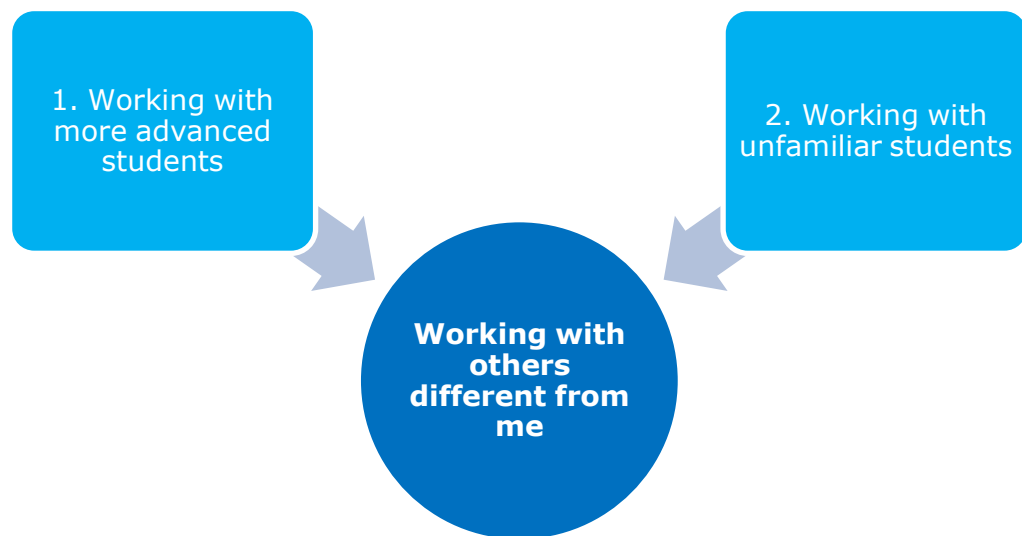 1. Working with
more advanced
students
2. Working with
unfamiliar students
Working with
others
different from
me